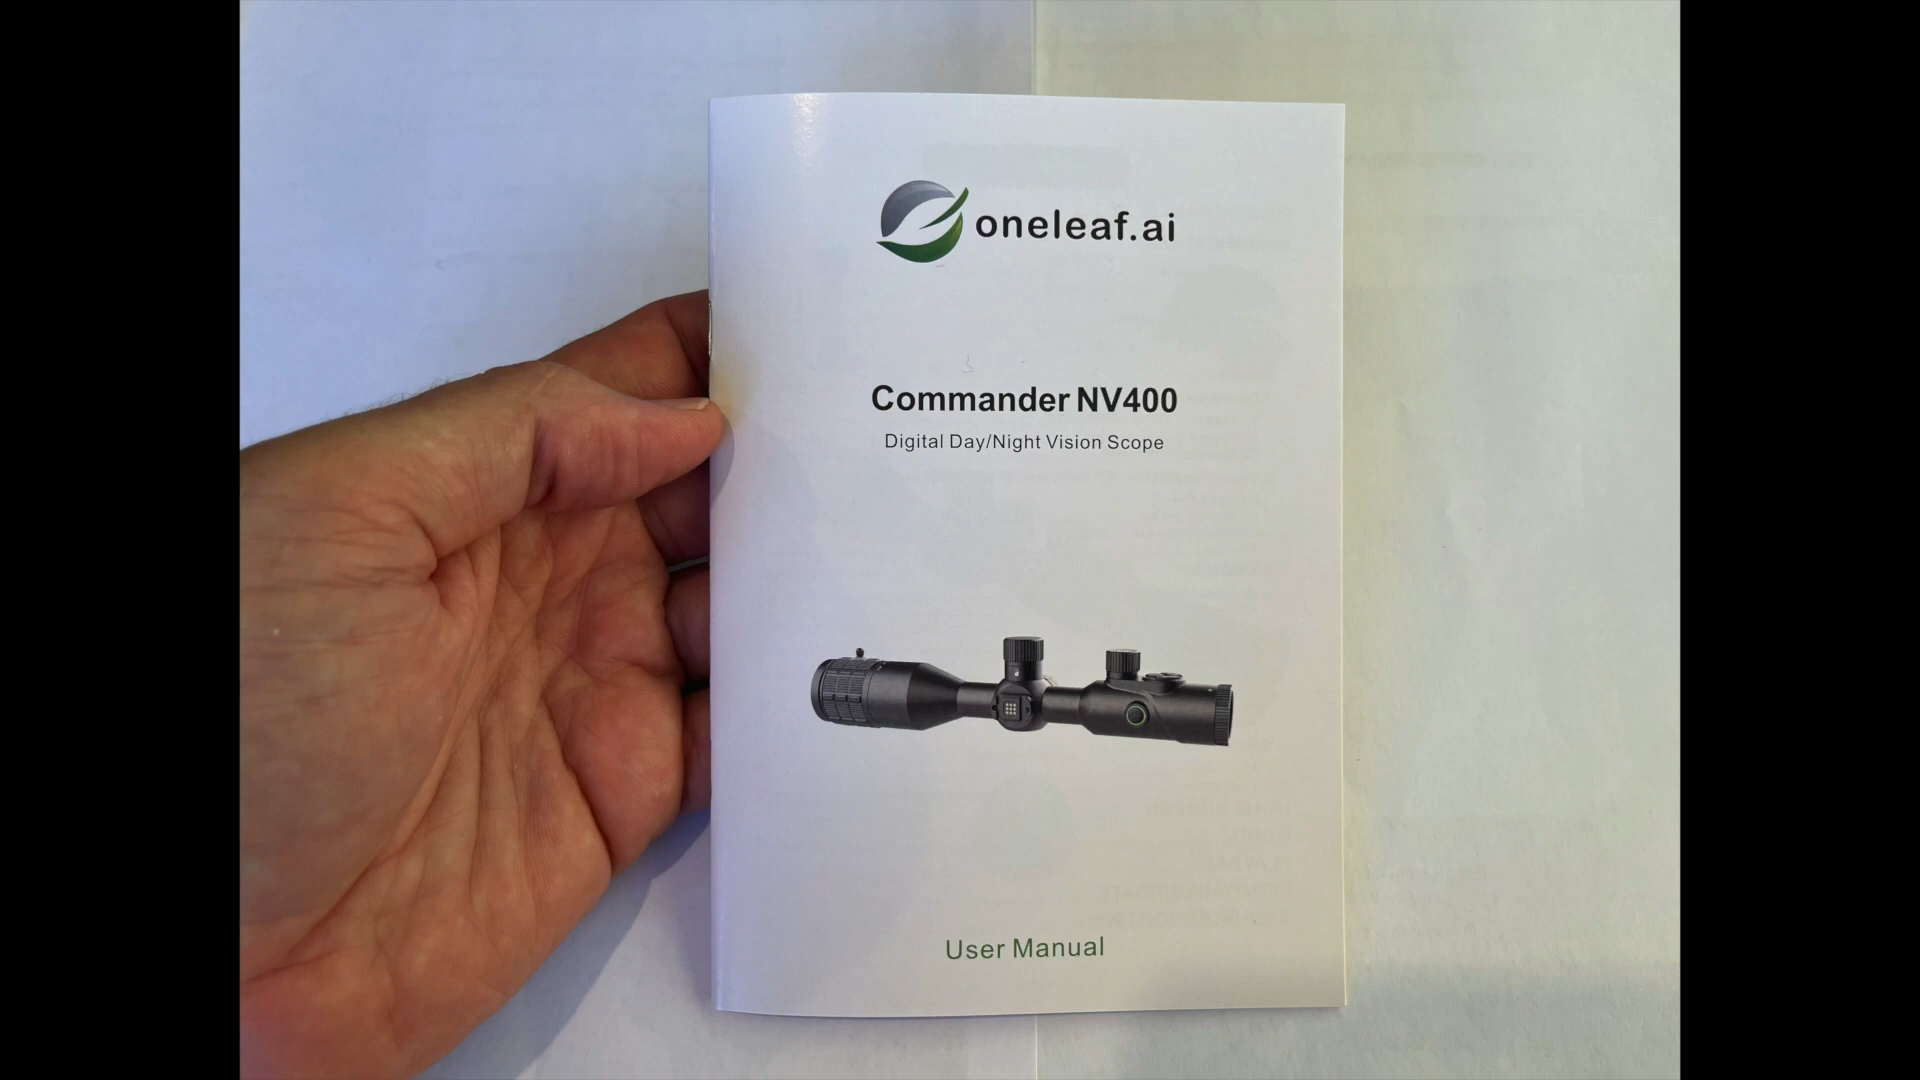 oneleaf.ai
Commander NV400
Digital Day/Night Vision Scope
User Manual